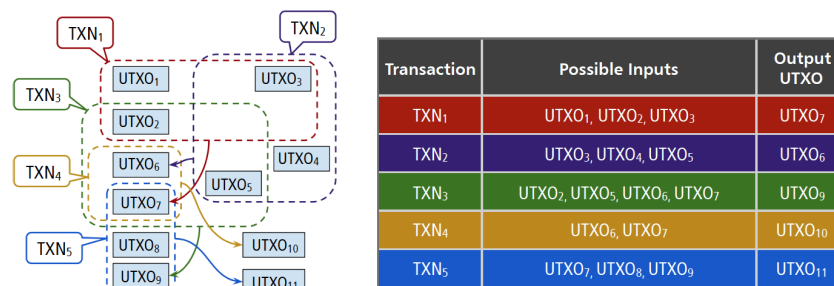 TXN₁
TXN₂
UTXO₁
UTXO₃
TXN₃
UTXO₂
UTXO₄
UTXO₆
TXN₄
UTXO₅
UTXO₇
TXN₅
UTXO₈
UTXO₁₀
UTXO₉
UTXO₁₁
Transaction Possible Inputs Output UTXO
TXN₁ UTXO₁, UTXO₂, UTXO₃ UTXO₇
TXN₂ UTXO₃, UTXO₄, UTXO₅ UTXO₆
TXN₃ UTXO₂, UTXO₅, UTXO₆, UTXO₇ UTXO₉
TXN₄ UTXO₆, UTXO₇ UTXO₁₀
TXN₅ UTXO₇, UTXO₈, UTXO₉ UTXO₁₁